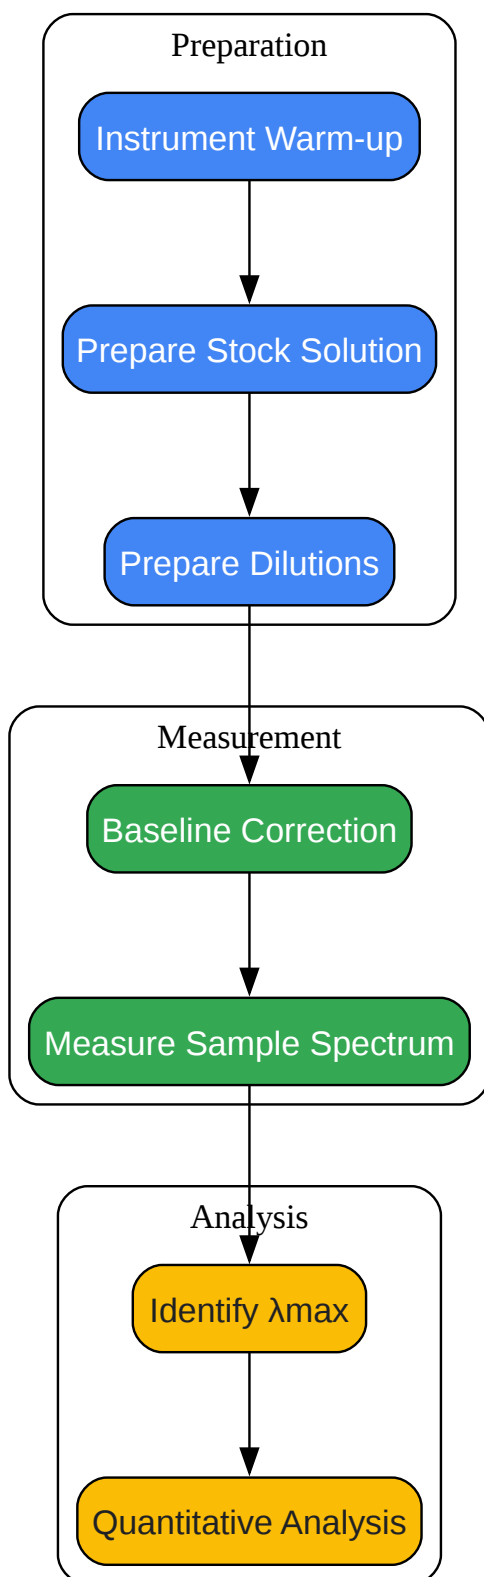 Preparation
Instrument Warm-up
Prepare Stock Solution
Prepare Dilutions
Measurement
Baseline Correction
Measure Sample Spectrum
Analysis
Identify λmax
Quantitative Analysis